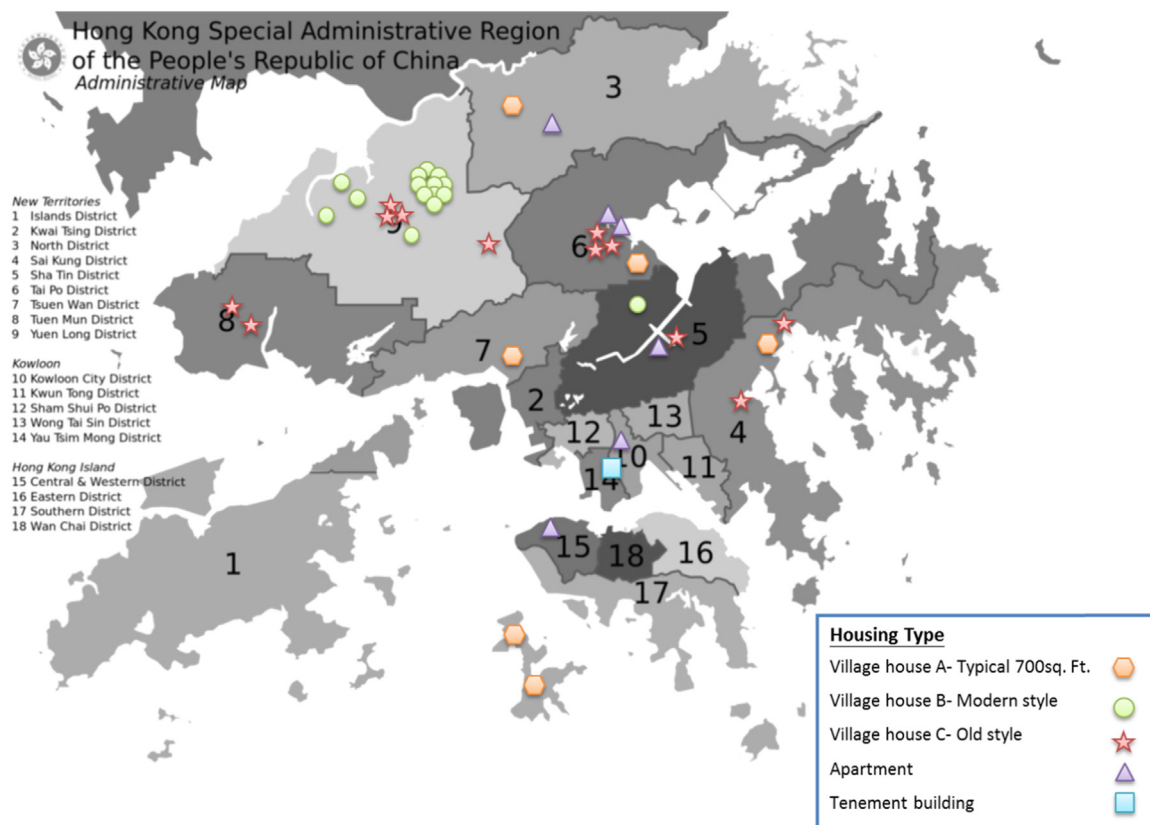 Hong Kong Special Administrative Region
of the People's Republic of China
Administrative Map
New Territories
1 Islands District
2 Kwai Tsing District
3 North District
4 Sai Kung District
5 Sha Tin District
6 Tai Po District
7 Tsuen Wan District
8 Tuen Mun District
9 Yuen Long District
Kowloon
10 Kowloon City District
11 Kwun Tong District
12 Sham Shui Po District
13 Wong Tai Sin District
14 Yau Tsim Mong District
Hong Kong Island
15 Central & Western District
16 Eastern District
17 Southern District
18 Wan Chai District
3
9
6
8
7
5
2
13
12
4
10
11
14
1
15
18
16
17
Housing Type
Village house A- Typical 700sq. Ft.
Village house B- Modern style
Village house C- Old style
Apartment
Tenement building